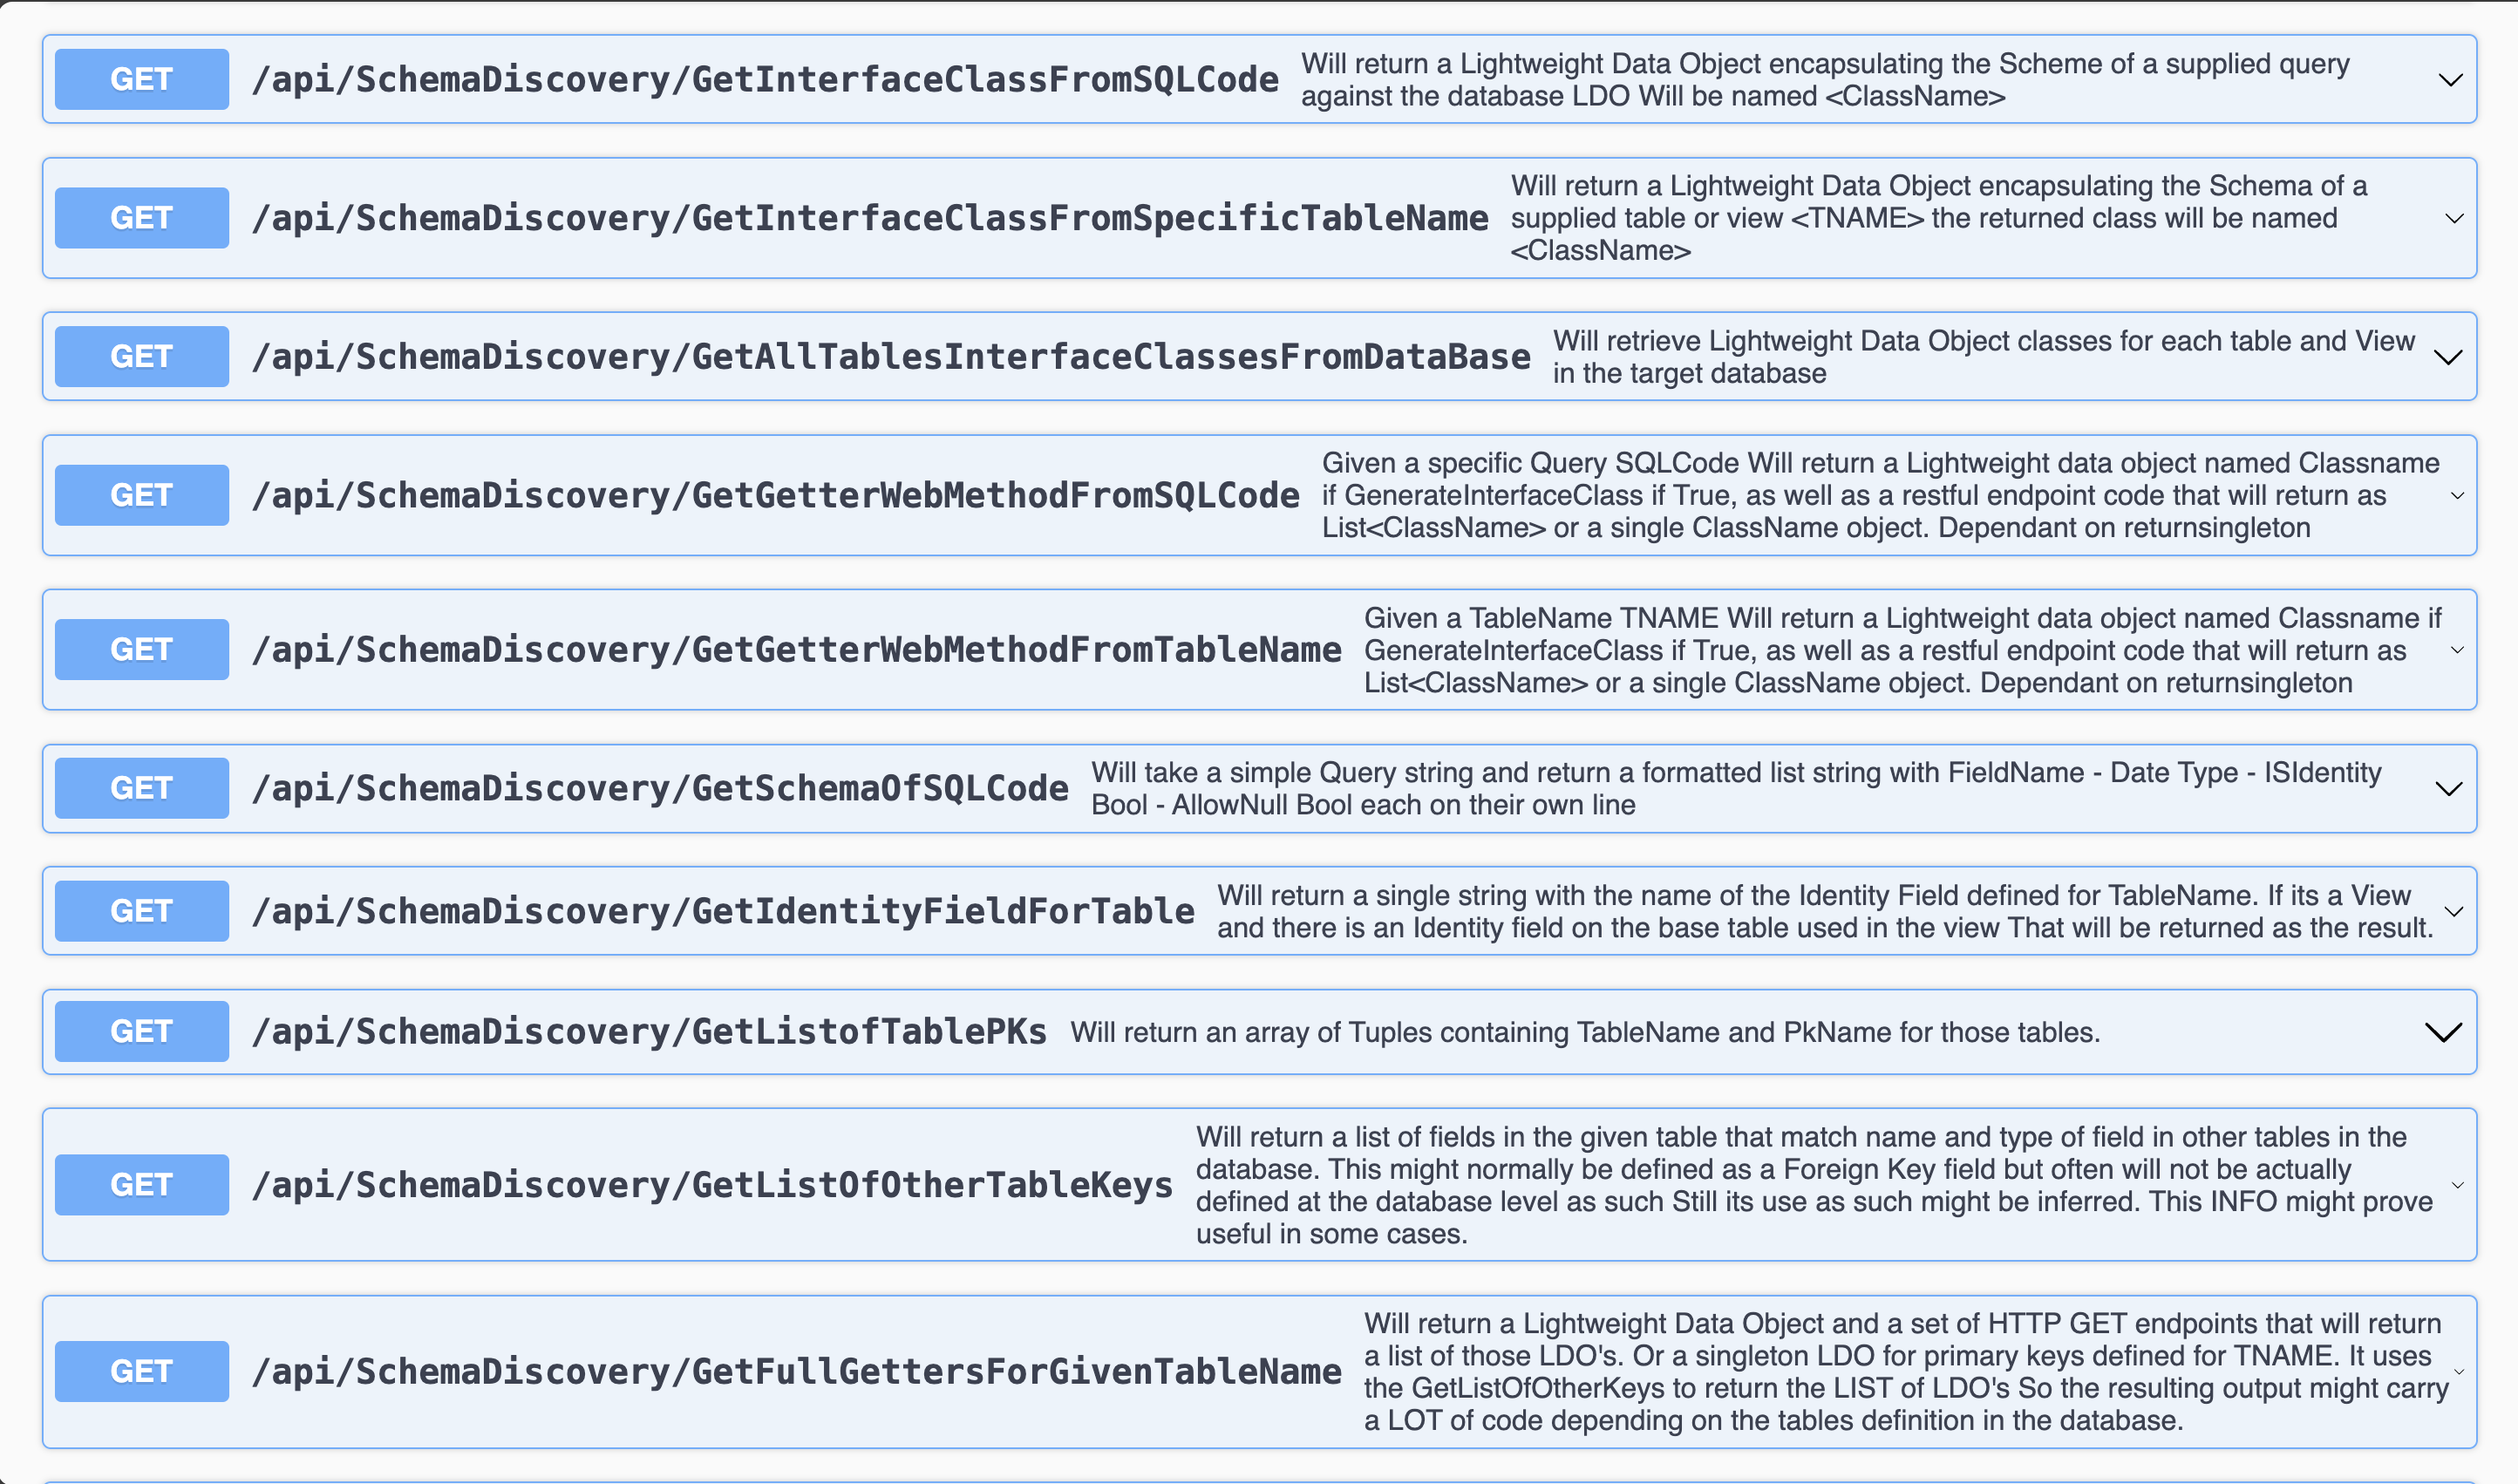 GET /api/SchemaDiscovery/GetInterfaceClassFromSQLCode
Will return a Lightweight Data Object encapsulating the Scheme of a supplied query
against the database LDO Will be named <ClassName>
GET /api/SchemaDiscovery/GetInterfaceClassFromSpecificTableName
Will return a Lightweight Data Object encapsulating the Schema of a
supplied table or view <TNAME> the returned class will be named
<ClassName>
GET /api/SchemaDiscovery/GetAllTablesInterfaceClassesFromDataBase
Will retrieve Lightweight Data Object classes for each table and View
in the target database
GET /api/SchemaDiscovery/GetGetterWebMethodFromSQLCode
Given a specific Query SQLCode Will return a Lightweight data object named Classname
if GenerateInterfaceClass if True, as well as a restful endpoint code that will return as
List<ClassName> or a single ClassName object. Dependant on returnsingleton
GET /api/SchemaDiscovery/GetGetterWebMethodFromTableName
Given a TableName TNAME Will return a Lightweight data object named Classname if
GenerateInterfaceClass if True, as well as a restful endpoint code that will return as
List<ClassName> or a single ClassName object. Dependant on returnsingleton
GET /api/SchemaDiscovery/GetSchemaOfSQLCode
Will take a simple Query string and return a formatted list string with FieldName - Date Type - ISIdentity
Bool - AllowNull Bool each on their own line
GET /api/SchemaDiscovery/GetIdentityFieldForTable
Will return a single string with the name of the Identity Field defined for TableName. If its a View
and there is an Identity field on the base table used in the view That will be returned as the result.
GET /api/SchemaDiscovery/GetListofTablePKs
Will return an array of Tuples containing TableName and PkName for those tables.
GET /api/SchemaDiscovery/GetListOfOtherTableKeys
Will return a list of fields in the given table that match name and type of field in other tables in the
database. This might normally be defined as a Foreign Key field but often will not be actually
defined at the database level as such Still its use as such might be inferred. This INFO might prove
useful in some cases.
GET /api/SchemaDiscovery/GetFullGettersForGivenTableName
Will return a Lightweight Data Object and a set of HTTP GET endpoints that will return
a list of those LDO's. Or a singleton LDO for primary keys defined for TNAME. It uses
the GetListOfOtherKeys to return the LIST of LDO's So the resulting output might carry
a LOT of code depending on the tables definition in the database.